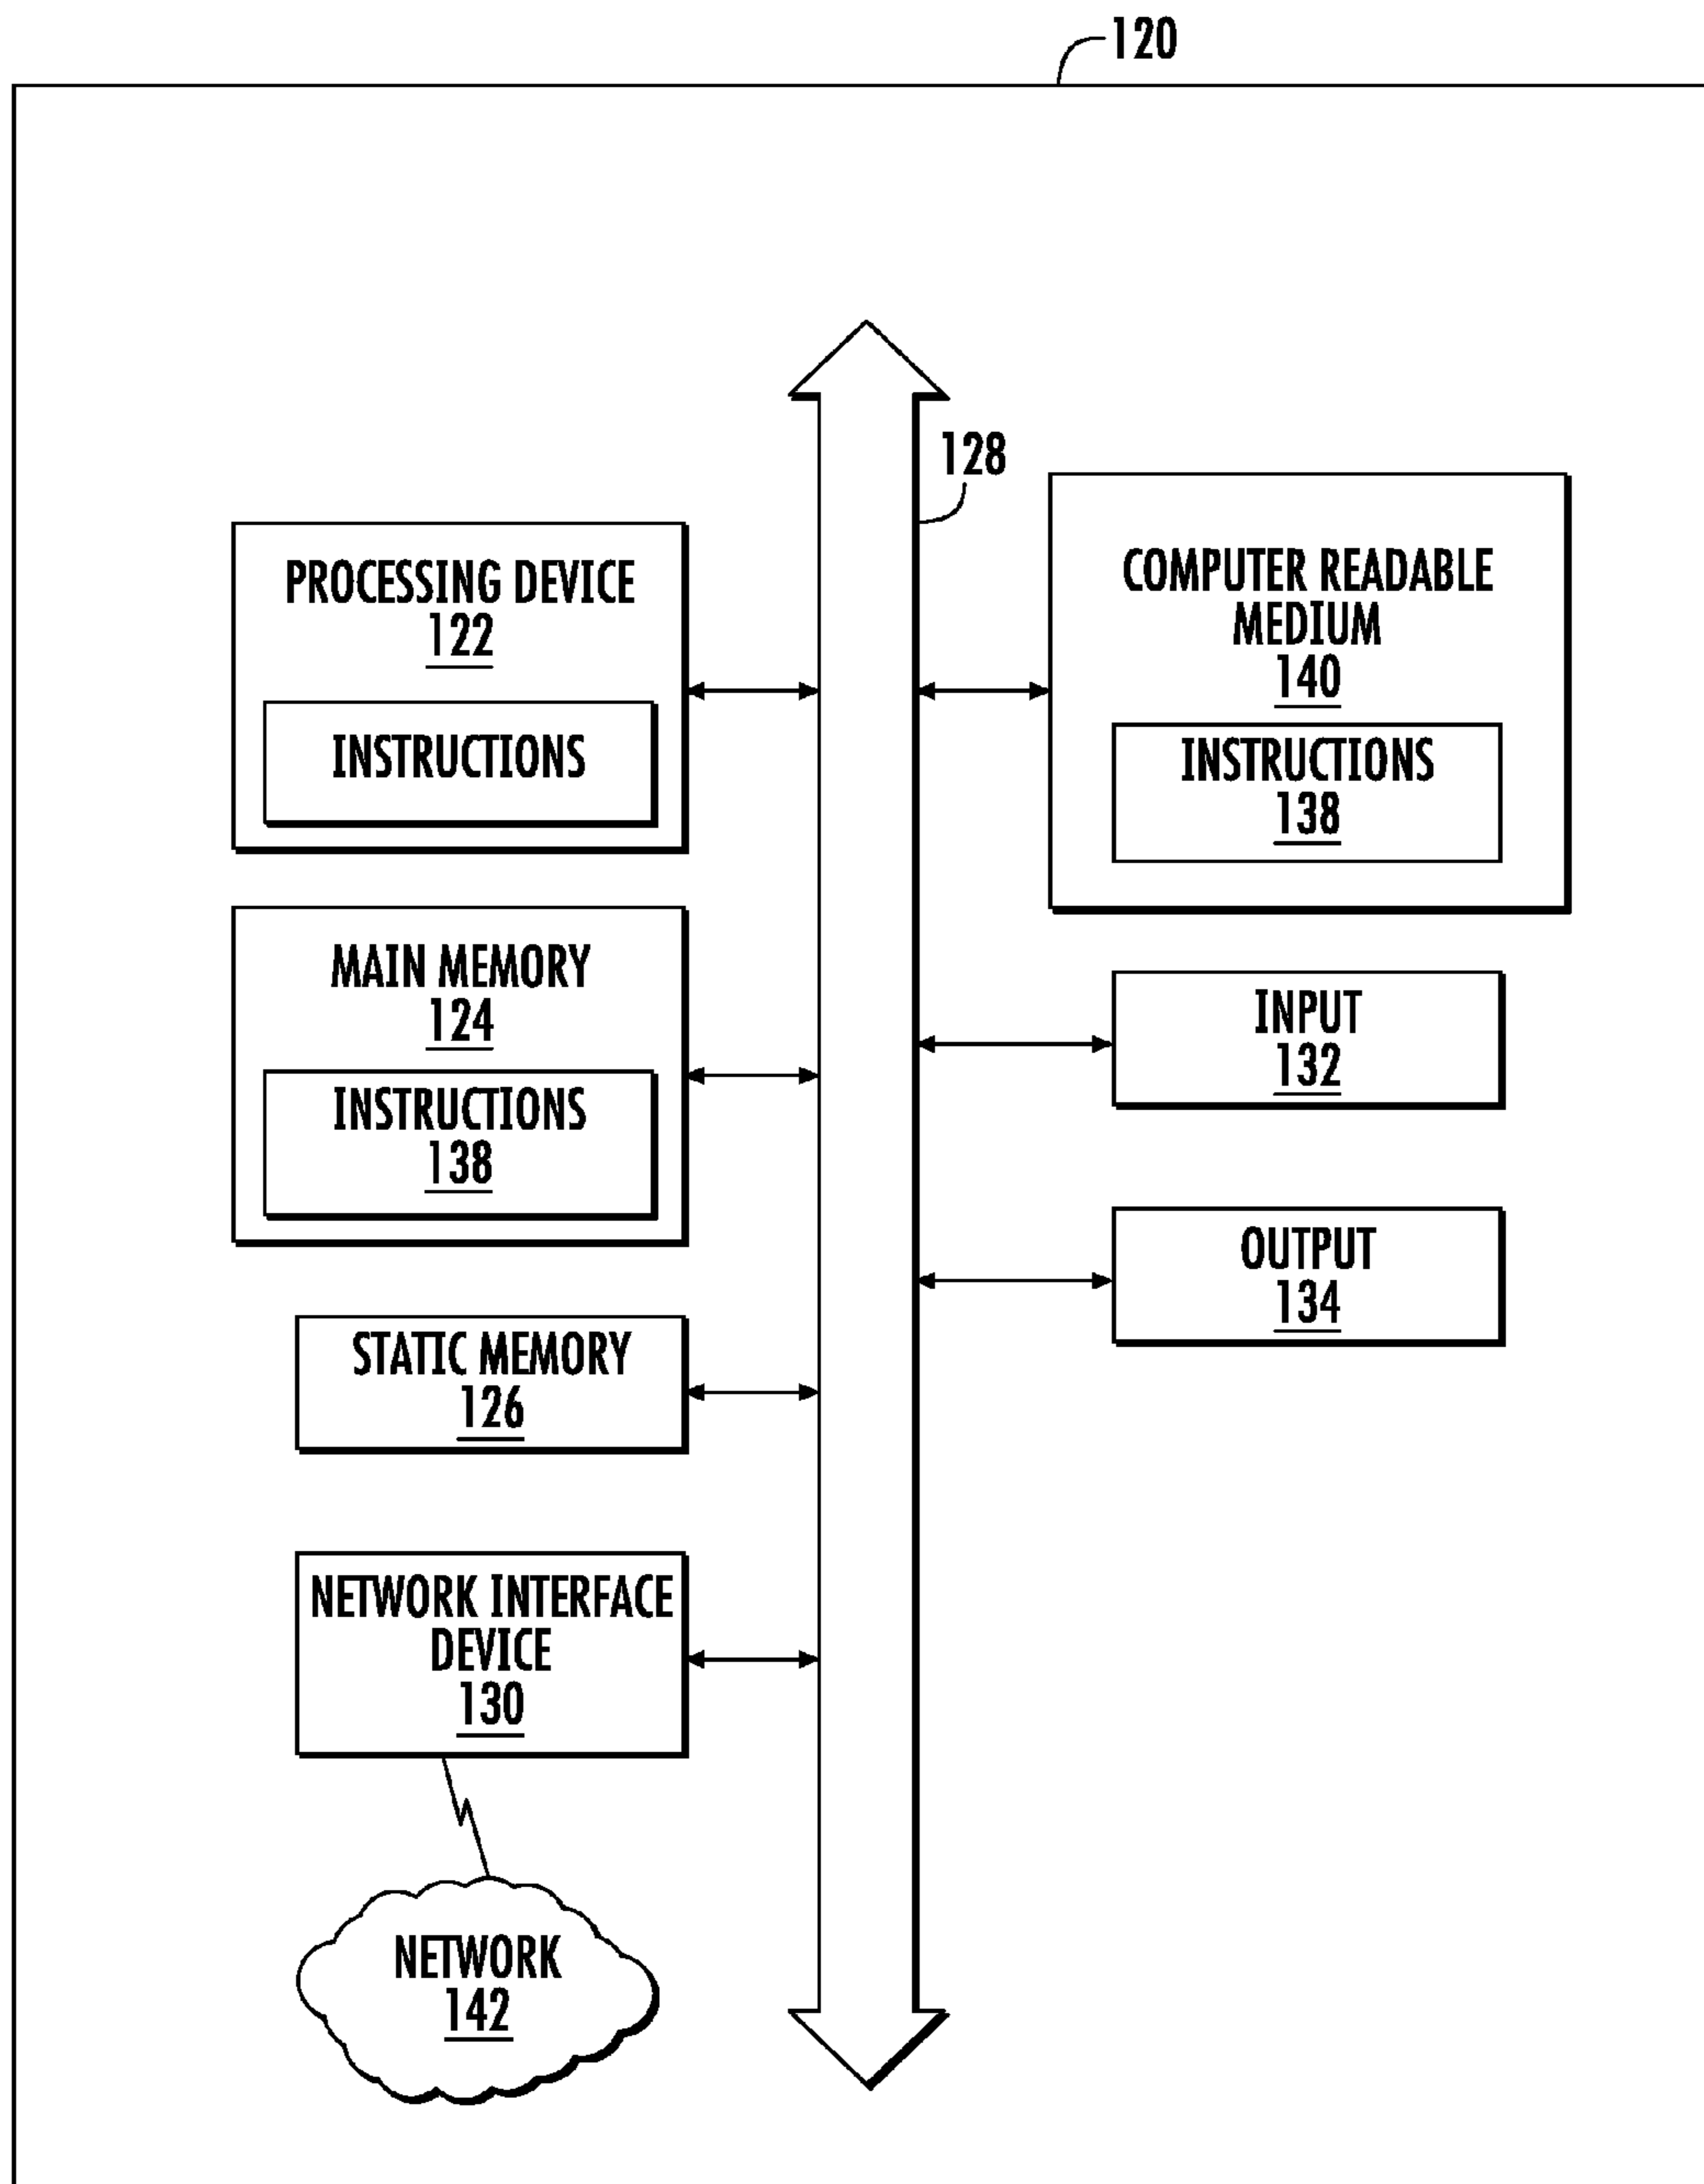 120
128
PROCESSING DEVICE
122
INSTRUCTIONS
MAIN MEMORY
124
INSTRUCTIONS
138
STATIC MEMORY
126
NETWORK INTERFACE
DEVICE
130
NETWORK
142
COMPUTER READABLE
MEDIUM
140
INSTRUCTIONS
138
INPUT
132
OUTPUT
134